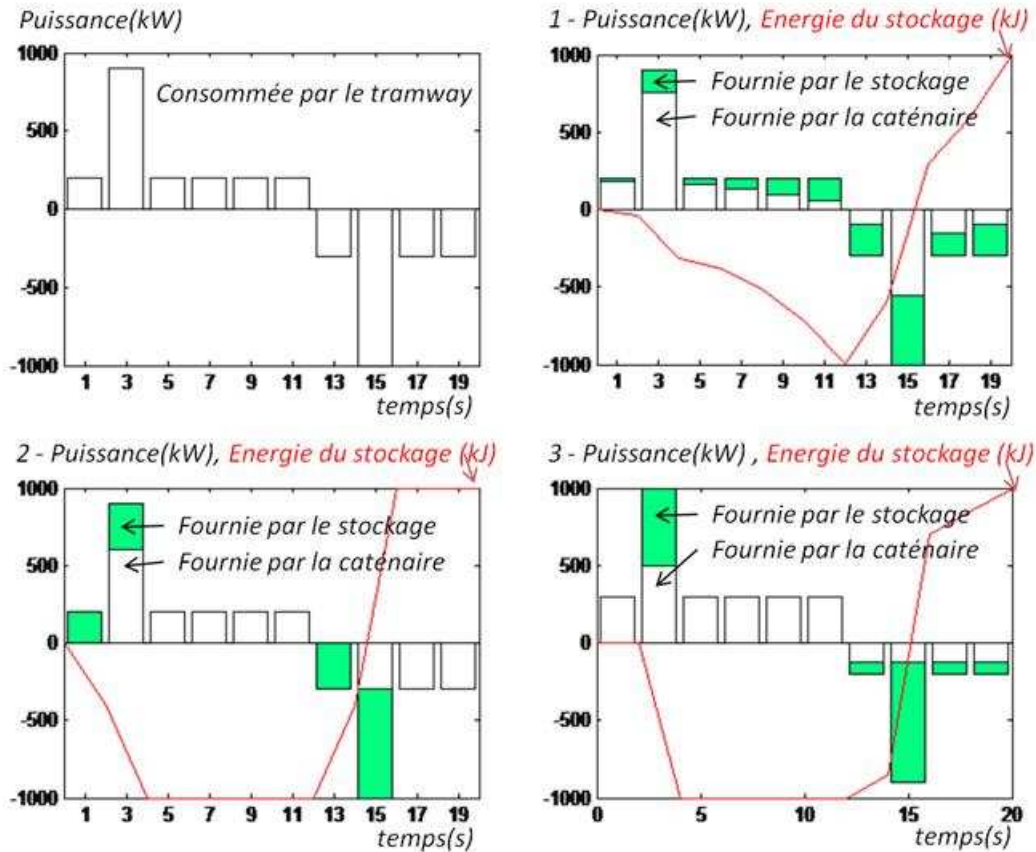 Puissance(kW)
1000
500
0
-500
-1000
Consommée par le tramway
1 3 5 7 9 11 13 15 17 19
temps(s)
1 - Puissance(kW), Energie du stockage (kJ)
1000
500
0
-500
-1000
Fournie par le stockage
Fournie par la caténaire
1 3 5 7 9 11 13 15 17 19
temps(s)
2 - Puissance(kW), Energie du stockage (kJ)
1000
500
0
-500
-1000
Fournie par le stockage
Fournie par la caténaire
1 3 5 7 9 11 13 15 17 19
temps(s)
3 - Puissance(kW) , Energie du stockage (kJ)
1000
500
0
-500
-1000
Fournie par le stockage
Fournie par la caténaire
0 5 10 15 20
temps(s)